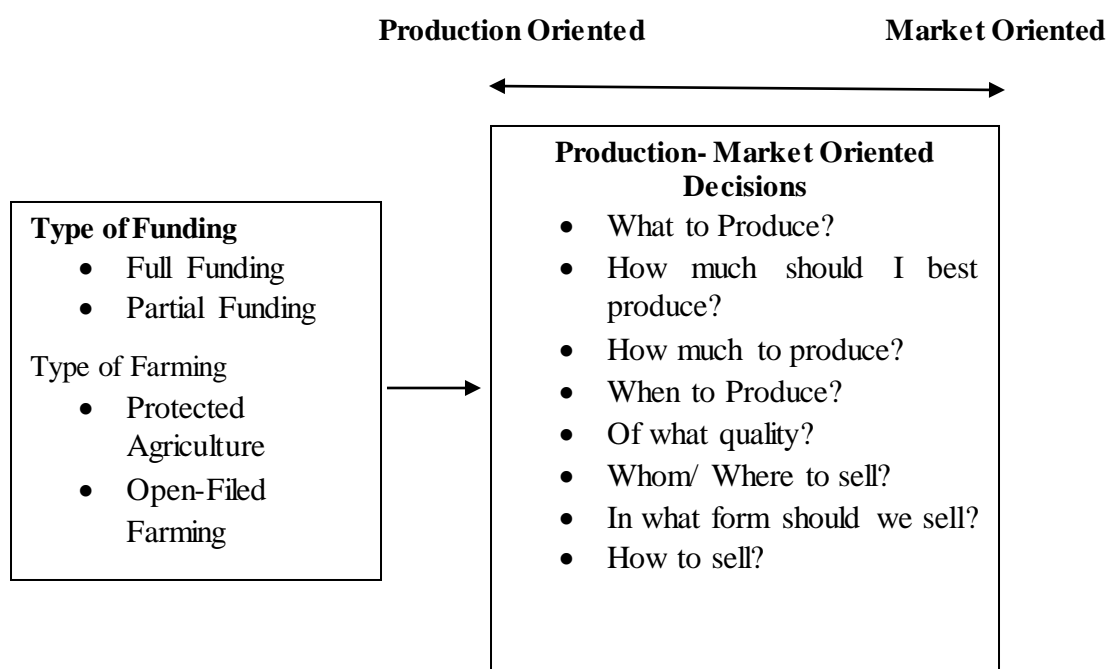 Production Oriented Market Oriented
Production- Market Oriented
Decisions
• What to Produce?
• How much should I best
produce?
• How much to produce?
• When to Produce?
• Of what quality?
• Whom/ Where to sell?
• In what form should we sell?
• How to sell?
Type of Funding
• Full Funding
• Partial Funding
Type of Farming
• Protected
Agriculture
• Open-Filed
Farming